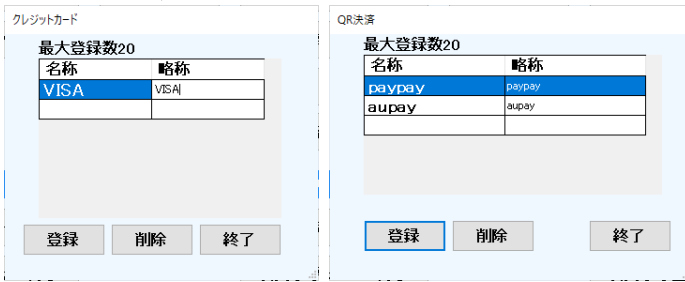 クレジットカード
最大登録数20
名称 略称
VISA VISA
登録 削除 終了
QR決済
最大登録数20
名称 略称
paypay paypay
aupay aupay
登録 削除 終了